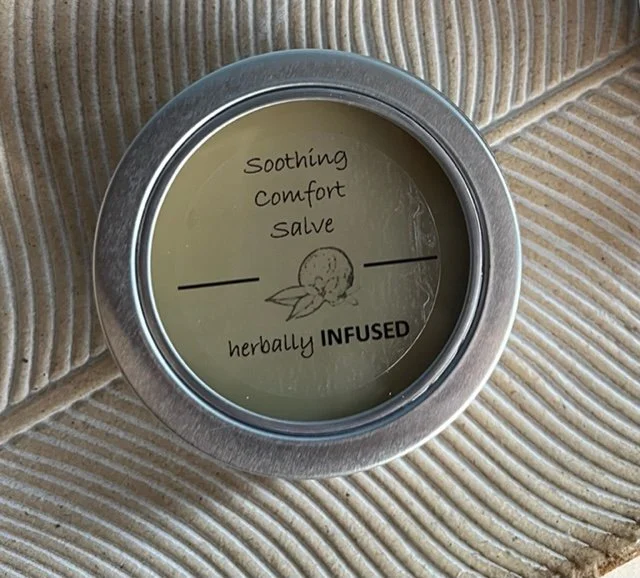 Soothing
Comfort
Salve
herbally INFUSED